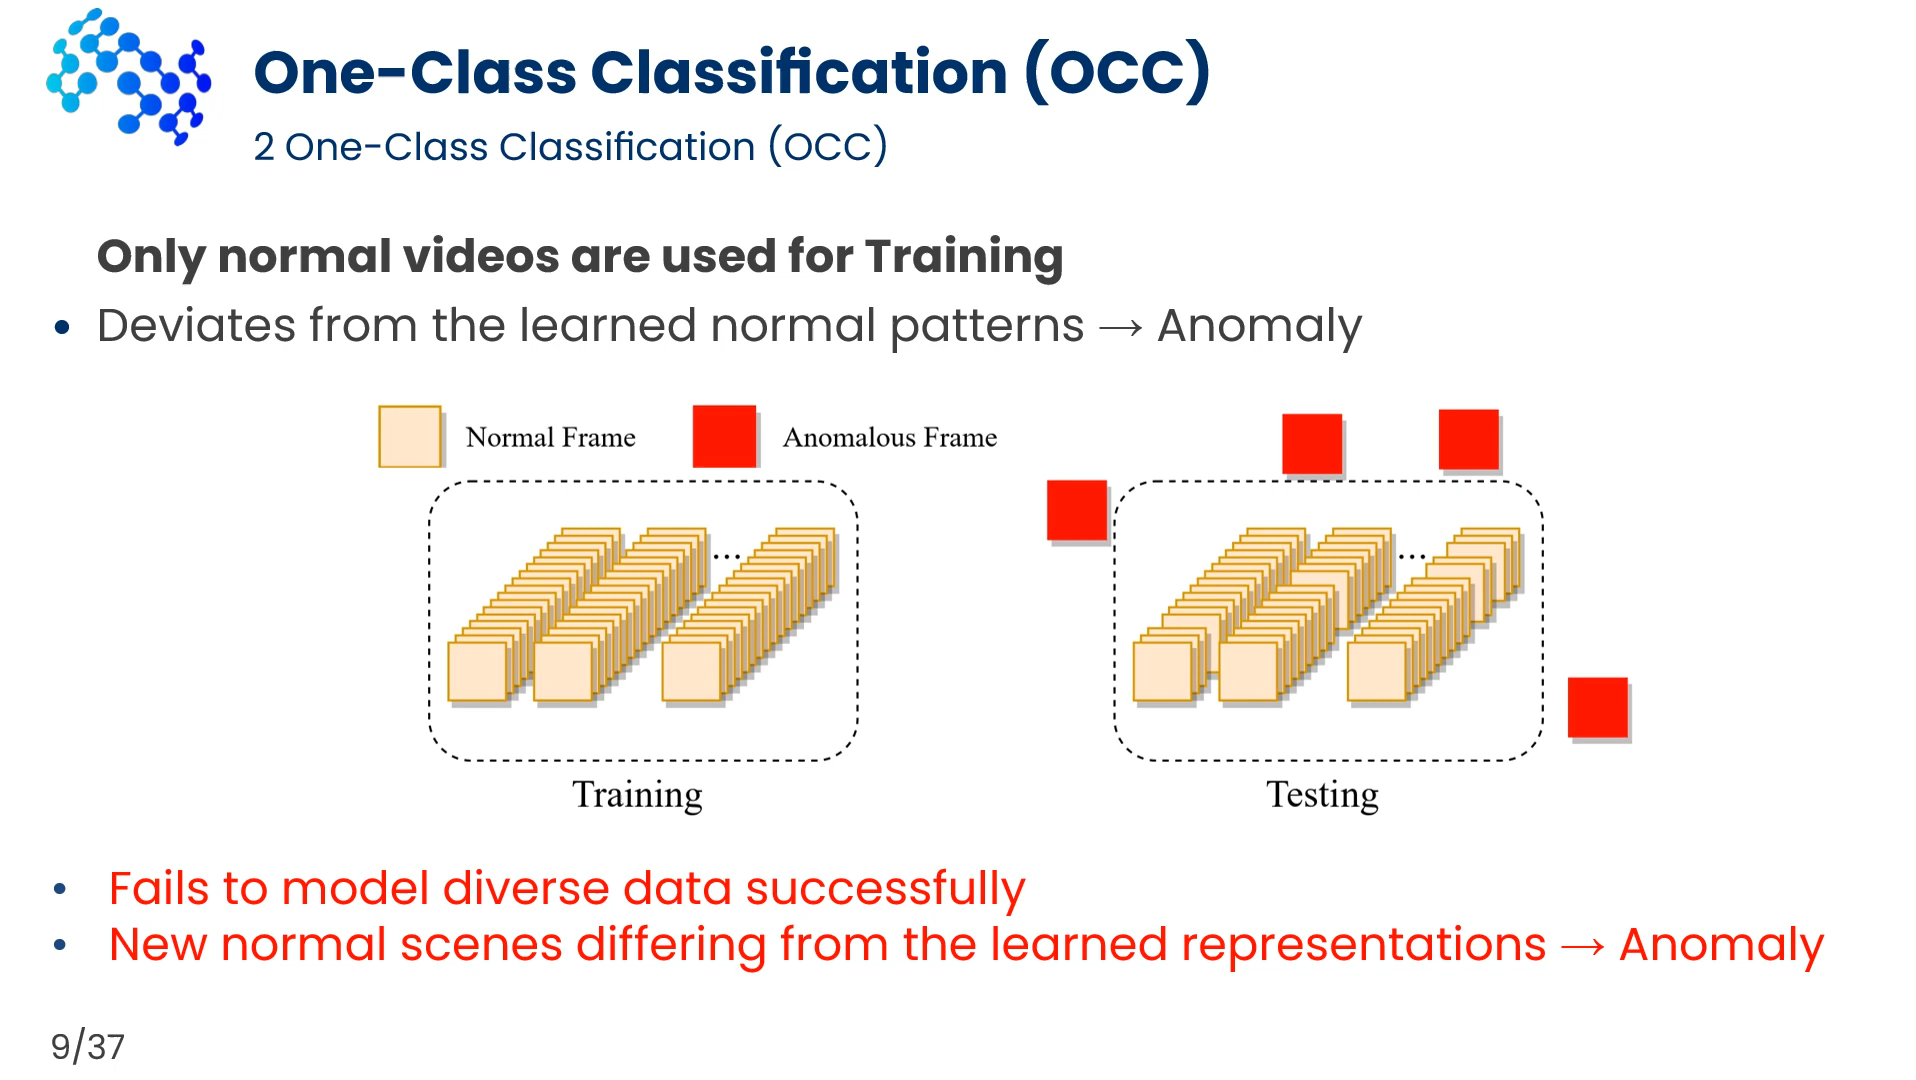 One-Class Classification (OCC)
2 One-Class Classification (OCC)
Only normal videos are used for Training
• Deviates from the learned normal patterns → Anomaly
Normal Frame
Anomalous Frame
...
...
Training
Testing
• Fails to model diverse data successfully
• New normal scenes differing from the learned representations → Anomaly
9/37